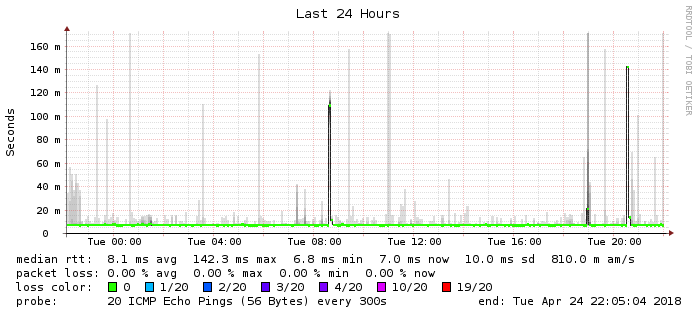 Last 24 Hours
RRDTOOL / TOBI OETIKER
Seconds
160 m
140 m
120 m
100 m
80 m
60 m
40 m
20 m
0
Tue 00:00 Tue 04:00 Tue 08:00 Tue 12:00 Tue 16:00 Tue 20:00
median rtt: 8.1 ms avg 142.3 ms max 6.8 ms min 7.0 ms now 10.0 ms sd 810.0 m am/s
packet loss: 0.00 % avg 0.00 % max 0.00 % min 0.00 % now
loss color: 0 1/20 2/20 3/20 4/20 10/20 19/20
probe: 20 ICMP Echo Pings (56 Bytes) every 300s end: Tue Apr 24 22:05:04 2018